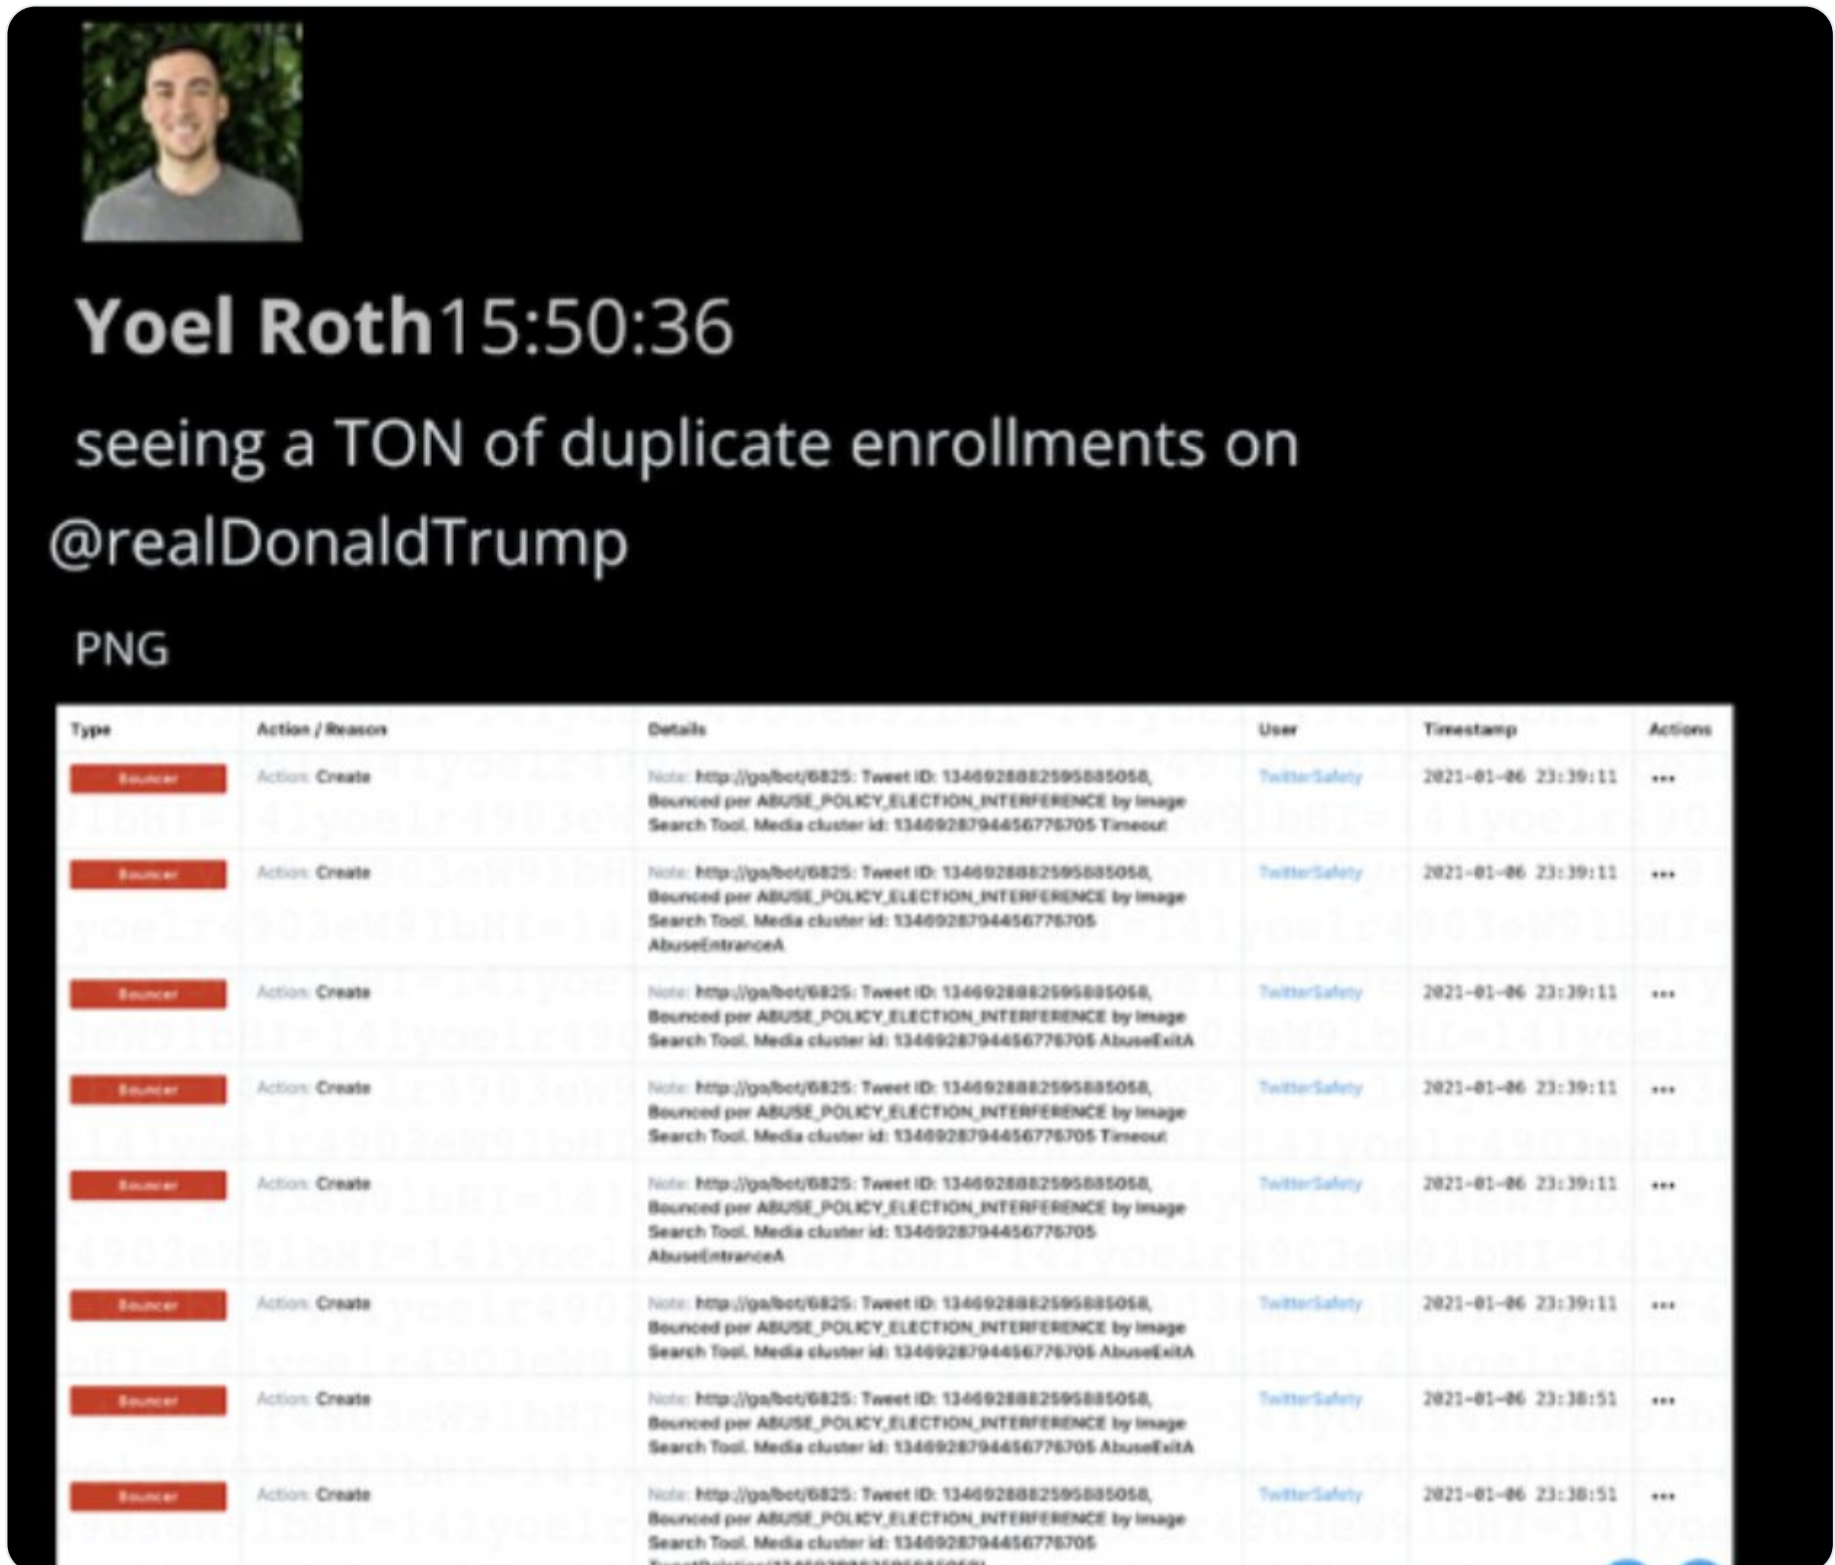 Yoel Roth15:50:36
seeing a TON of duplicate enrollments on
@realDonaldTrump
PNG
Type Action / Reason Details User Timestamp Actions
Bouncer Action: Create Note: http://go/bot/6825: Tweet ID: 1346928882595885058, TwitterSafety 2021-01-06 23:39:11 •••
Bounced per ABUSE_POLICY_ELECTION_INTERFERENCE by Image
Search Tool. Media cluster id: 1346928794456776705 Timeout
Bouncer Action: Create Note: http://go/bot/6825: Tweet ID: 1346928882595885058, TwitterSafety 2021-01-06 23:39:11 •••
Bounced per ABUSE_POLICY_ELECTION_INTERFERENCE by Image
Search Tool. Media cluster id: 1346928794456776705
AbuseEntranceA
Bouncer Action: Create Note: http://go/bot/6825: Tweet ID: 1346928882595885058, TwitterSafety 2021-01-06 23:39:11 •••
Bounced per ABUSE_POLICY_ELECTION_INTERFERENCE by Image
Search Tool. Media cluster id: 1346928794456776705 AbuseExitA
Bouncer Action: Create Note: http://go/bot/6825: Tweet ID: 1346928882595885058, TwitterSafety 2021-01-06 23:39:11 •••
Bounced per ABUSE_POLICY_ELECTION_INTERFERENCE by Image
Search Tool. Media cluster id: 1346928794456776705 Timeout
Bouncer Action: Create Note: http://go/bot/6825: Tweet ID: 1346928882595885058, TwitterSafety 2021-01-06 23:39:11 •••
Bounced per ABUSE_POLICY_ELECTION_INTERFERENCE by Image
Search Tool. Media cluster id: 1346928794456776705
AbuseEntranceA
Bouncer Action: Create Note: http://go/bot/6825: Tweet ID: 1346928882595885058, TwitterSafety 2021-01-06 23:39:11 •••
Bounced per ABUSE_POLICY_ELECTION_INTERFERENCE by Image
Search Tool. Media cluster id: 1346928794456776705 AbuseExitA
Bouncer Action: Create Note: http://go/bot/6825: Tweet ID: 1346928882595885058, TwitterSafety 2021-01-06 23:38:51 •••
Bounced per ABUSE_POLICY_ELECTION_INTERFERENCE by Image
Search Tool. Media cluster id: 1346928794456776705 AbuseExitA
Bouncer Action: Create Note: http://go/bot/6825: Tweet ID: 1346928882595885058, TwitterSafety 2021-01-06 23:38:51 •••
Bounced per ABUSE_POLICY_ELECTION_INTERFERENCE by Image
Search Tool. Media cluster id: 1346928794456776705